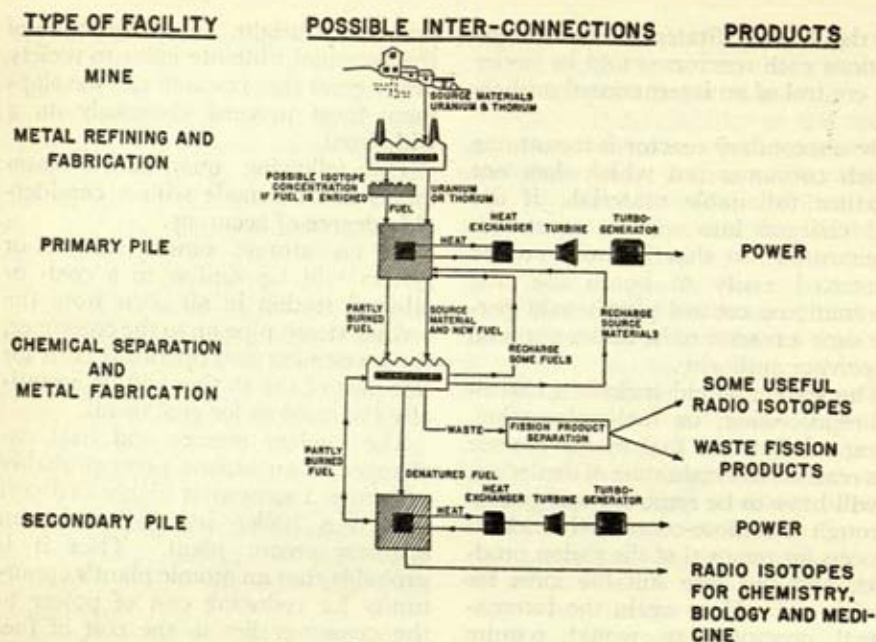 TYPE OF FACILITY
POSSIBLE INTER-CONNECTIONS
PRODUCTS
MINE
SOURCE MATERIALS
URANIUM & THORIUM
METAL REFINING AND
FABRICATION
POSSIBLE ISOTOPE
CONCENTRATION
IF FUEL IS ENRICHED
FUEL
URANIUM
OR THORIUM
PRIMARY PILE
HEAT
HEAT
EXCHANGER
TURBINE
TURBO-
GENERATOR
POWER
PARTLY
BURNED
FUEL
SOURCE
MATERIAL
AND NEW FUEL
RECHARGE
SOME FUELS
RECHARGE
SOURCE
MATERIALS
CHEMICAL SEPARATION
AND
METAL FABRICATION
WASTE
FISSION PRODUCT
SEPARATION
SOME USEFUL
RADIO ISOTOPES
WASTE FISSION
PRODUCTS
PARTLY
BURNED
FUEL
DENATURED FUEL
SECONDARY PILE
HEAT
HEAT
EXCHANGER
TURBINE
TURBO-
GENERATOR
POWER
RADIO ISOTOPES
FOR CHEMISTRY,
BIOLOGY AND MEDI-
CINE